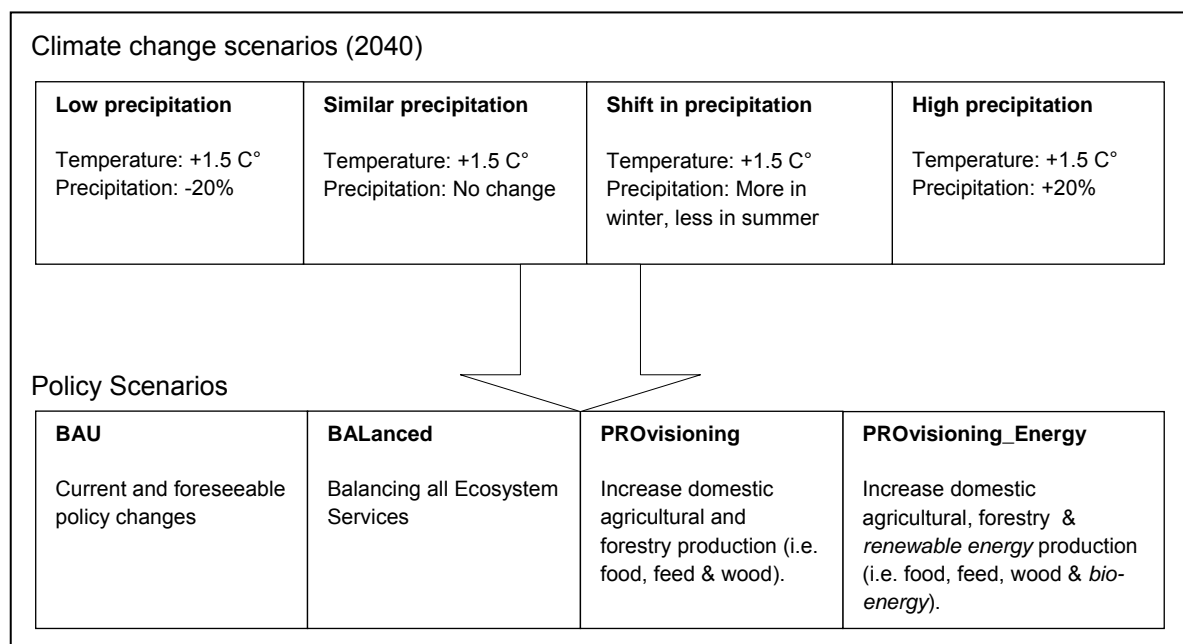 Climate change scenarios (2040)
Low precipitation
Temperature: +1.5 C°
Precipitation: -20%
Similar precipitation
Temperature: +1.5 C°
Precipitation: No change
Shift in precipitation
Temperature: +1.5 C°
Precipitation: More in
winter, less in summer
High precipitation
Temperature: +1.5 C°
Precipitation: +20%
Policy Scenarios
BAU
Current and foreseeable
policy changes
BALanced
Balancing all Ecosystem
Services
PROvisioning
Increase domestic
agricultural and
forestry production (i.e.
food, feed & wood).
PROvisioning_Energy
Increase domestic
agricultural, forestry &
renewable energy production
(i.e. food, feed, wood & bio-
energy).